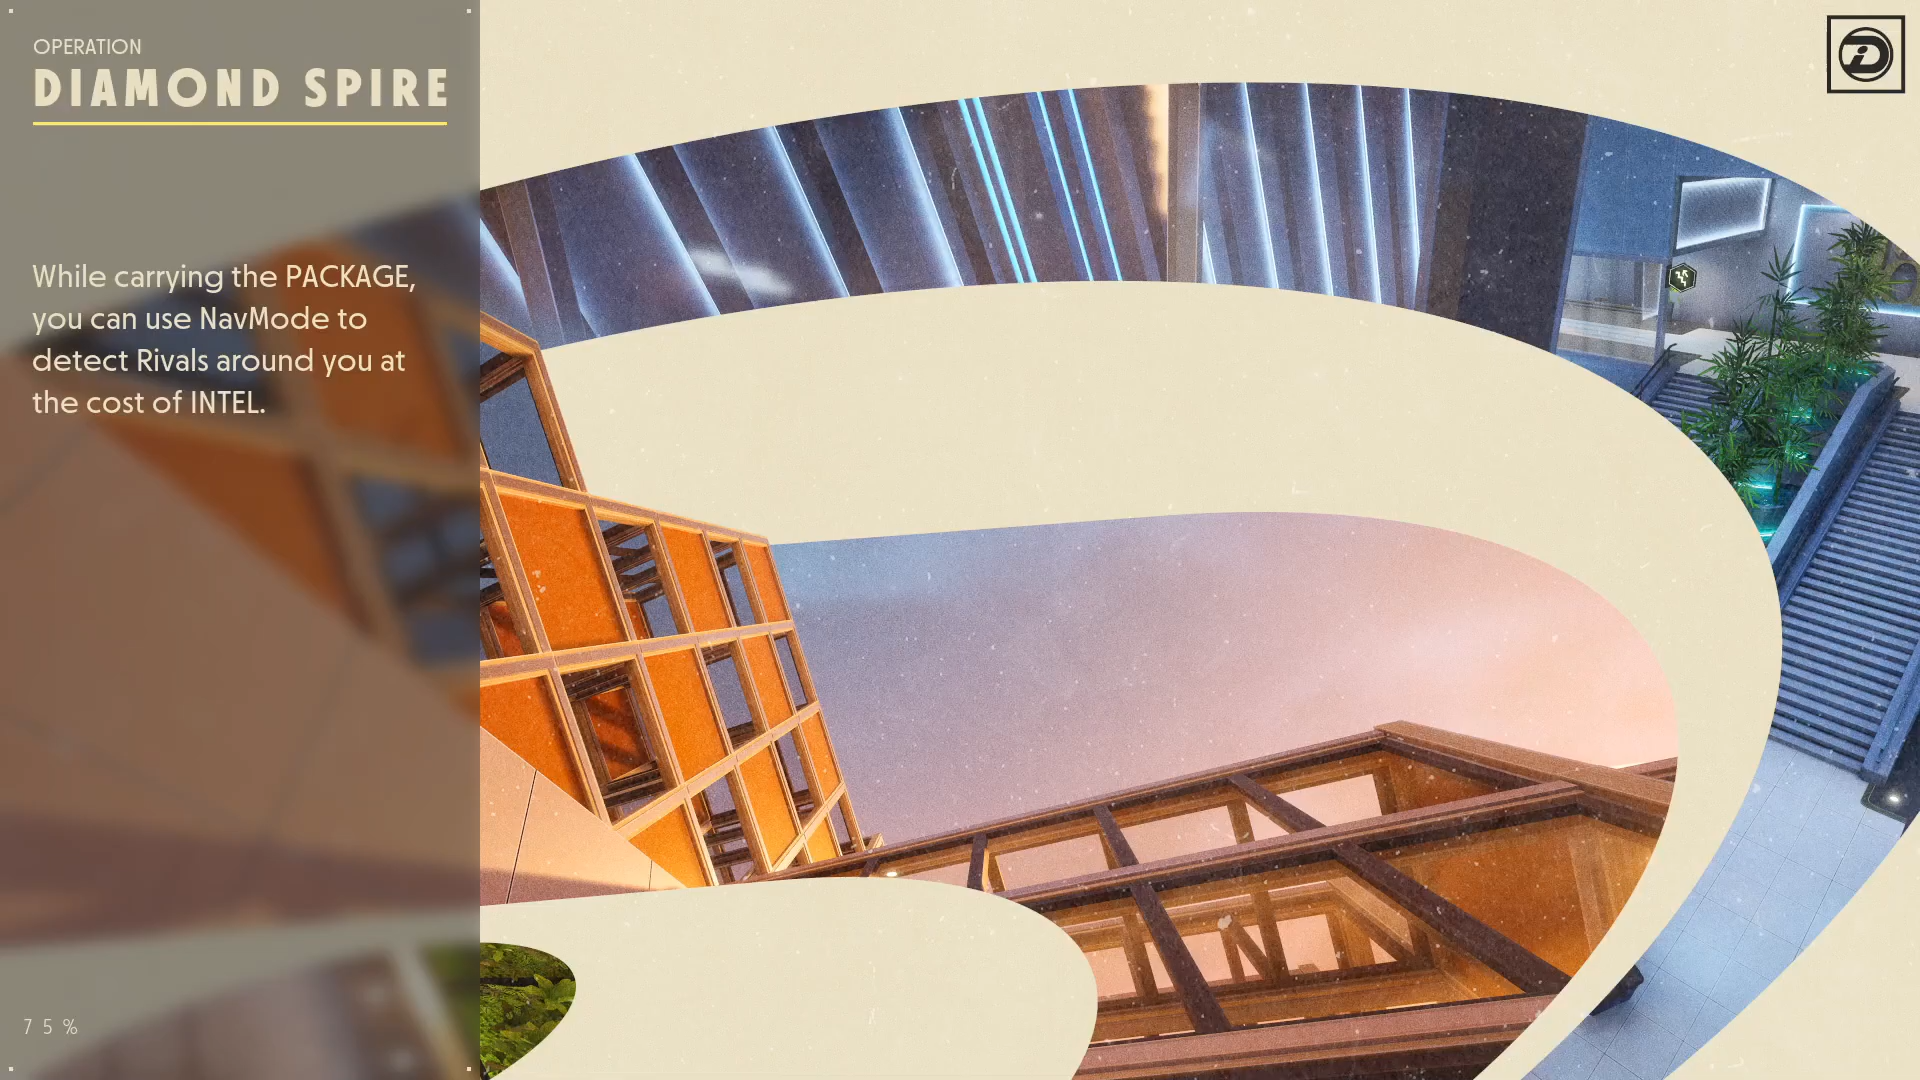 OPERATION
DIAMOND SPIRE
While carrying the PACKAGE,
you can use NavMode to
detect Rivals around you at
the cost of INTEL.
75%